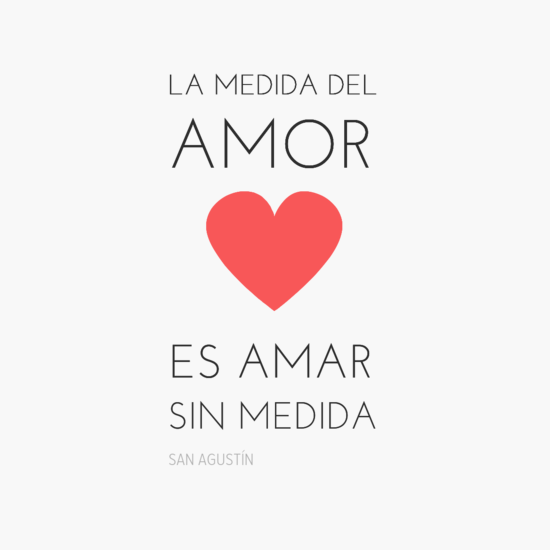 LA MEDIDA DEL
AMOR
ES AMAR
SIN MEDIDA
SAN AGUSTÍN